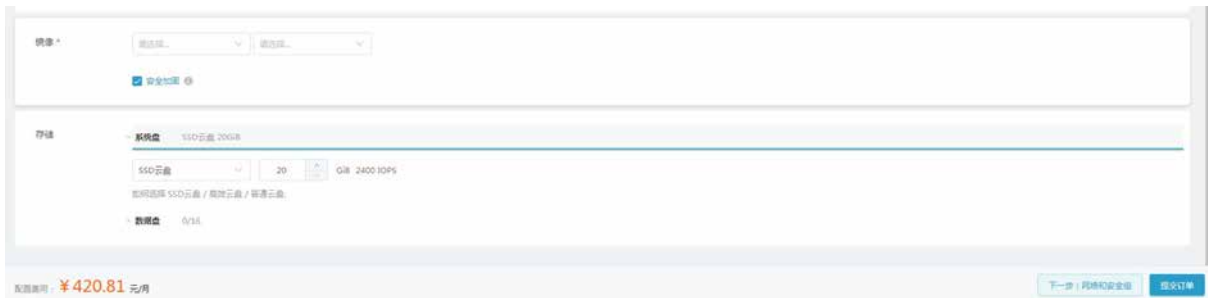 镜像 *
请选择... 请选择...
安全加固
存储
系统盘 SSD云盘 20GiB
SSD云盘 20 GiB 2400 IOPS
如何选择 SSD云盘 / 高效云盘 / 普通云盘
数据盘 0/16
配置费用: ¥420.81 元/月
下一步:网络和安全组 提交订单